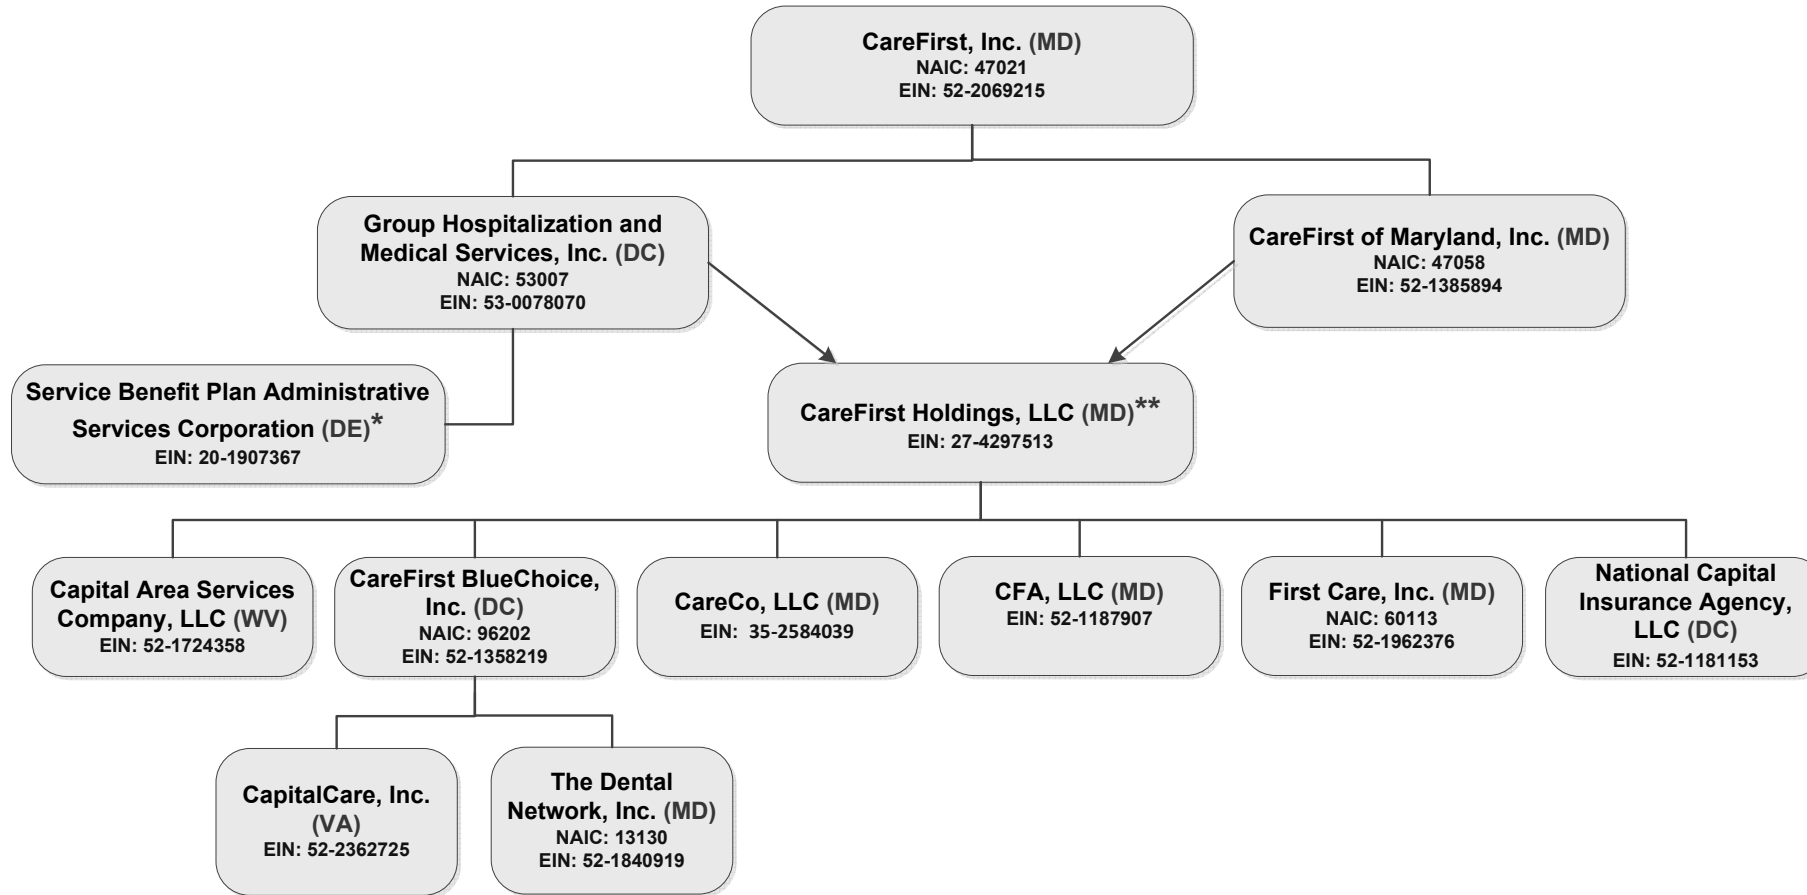 CareFirst, Inc. (MD)
NAIC: 47021
EIN: 52-2069215
Group Hospitalization and
Medical Services, Inc. (DC)
NAIC: 53007
EIN: 53-0078070
CareFirst of Maryland, Inc. (MD)
NAIC: 47058
EIN: 52-1385894
Service Benefit Plan Administrative
Services Corporation (DE)*
EIN: 20-1907367
CareFirst Holdings, LLC (MD)**
EIN: 27-4297513
Capital Area Services
Company, LLC (WV)
EIN: 52-1724358
CareFirst BlueChoice,
Inc. (DC)
NAIC: 96202
EIN: 52-1358219
CareCo, LLC (MD)
EIN: 35-2584039
CFA, LLC (MD)
EIN: 52-1187907
First Care, Inc. (MD)
NAIC: 60113
EIN: 52-1962376
National Capital
Insurance Agency,
LLC (DC)
EIN: 52-1181153
CapitalCare, Inc.
(VA)
EIN: 52-2362725
The Dental
Network, Inc. (MD)
NAIC: 13130
EIN: 52-1840919